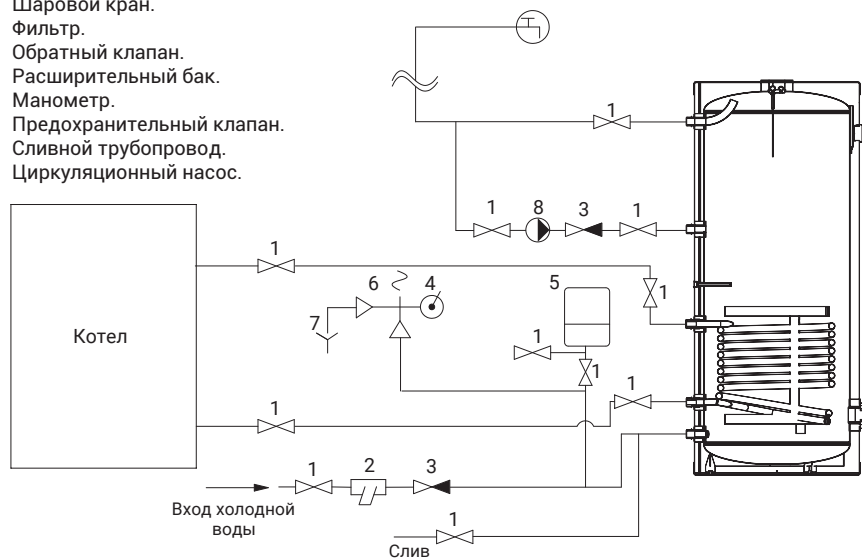 Шаровой кран.
Фильтр.
Обратный клапан.
Расширительный бак.
Манометр.
Предохранительный клапан.
Сливной трубопровод.
Циркуляционный насос.
1
1
8
3
1
1
6
4
5
1
7
Котел
1
1
1
1
1
2
3
Вход холодной
воды
1
Слив